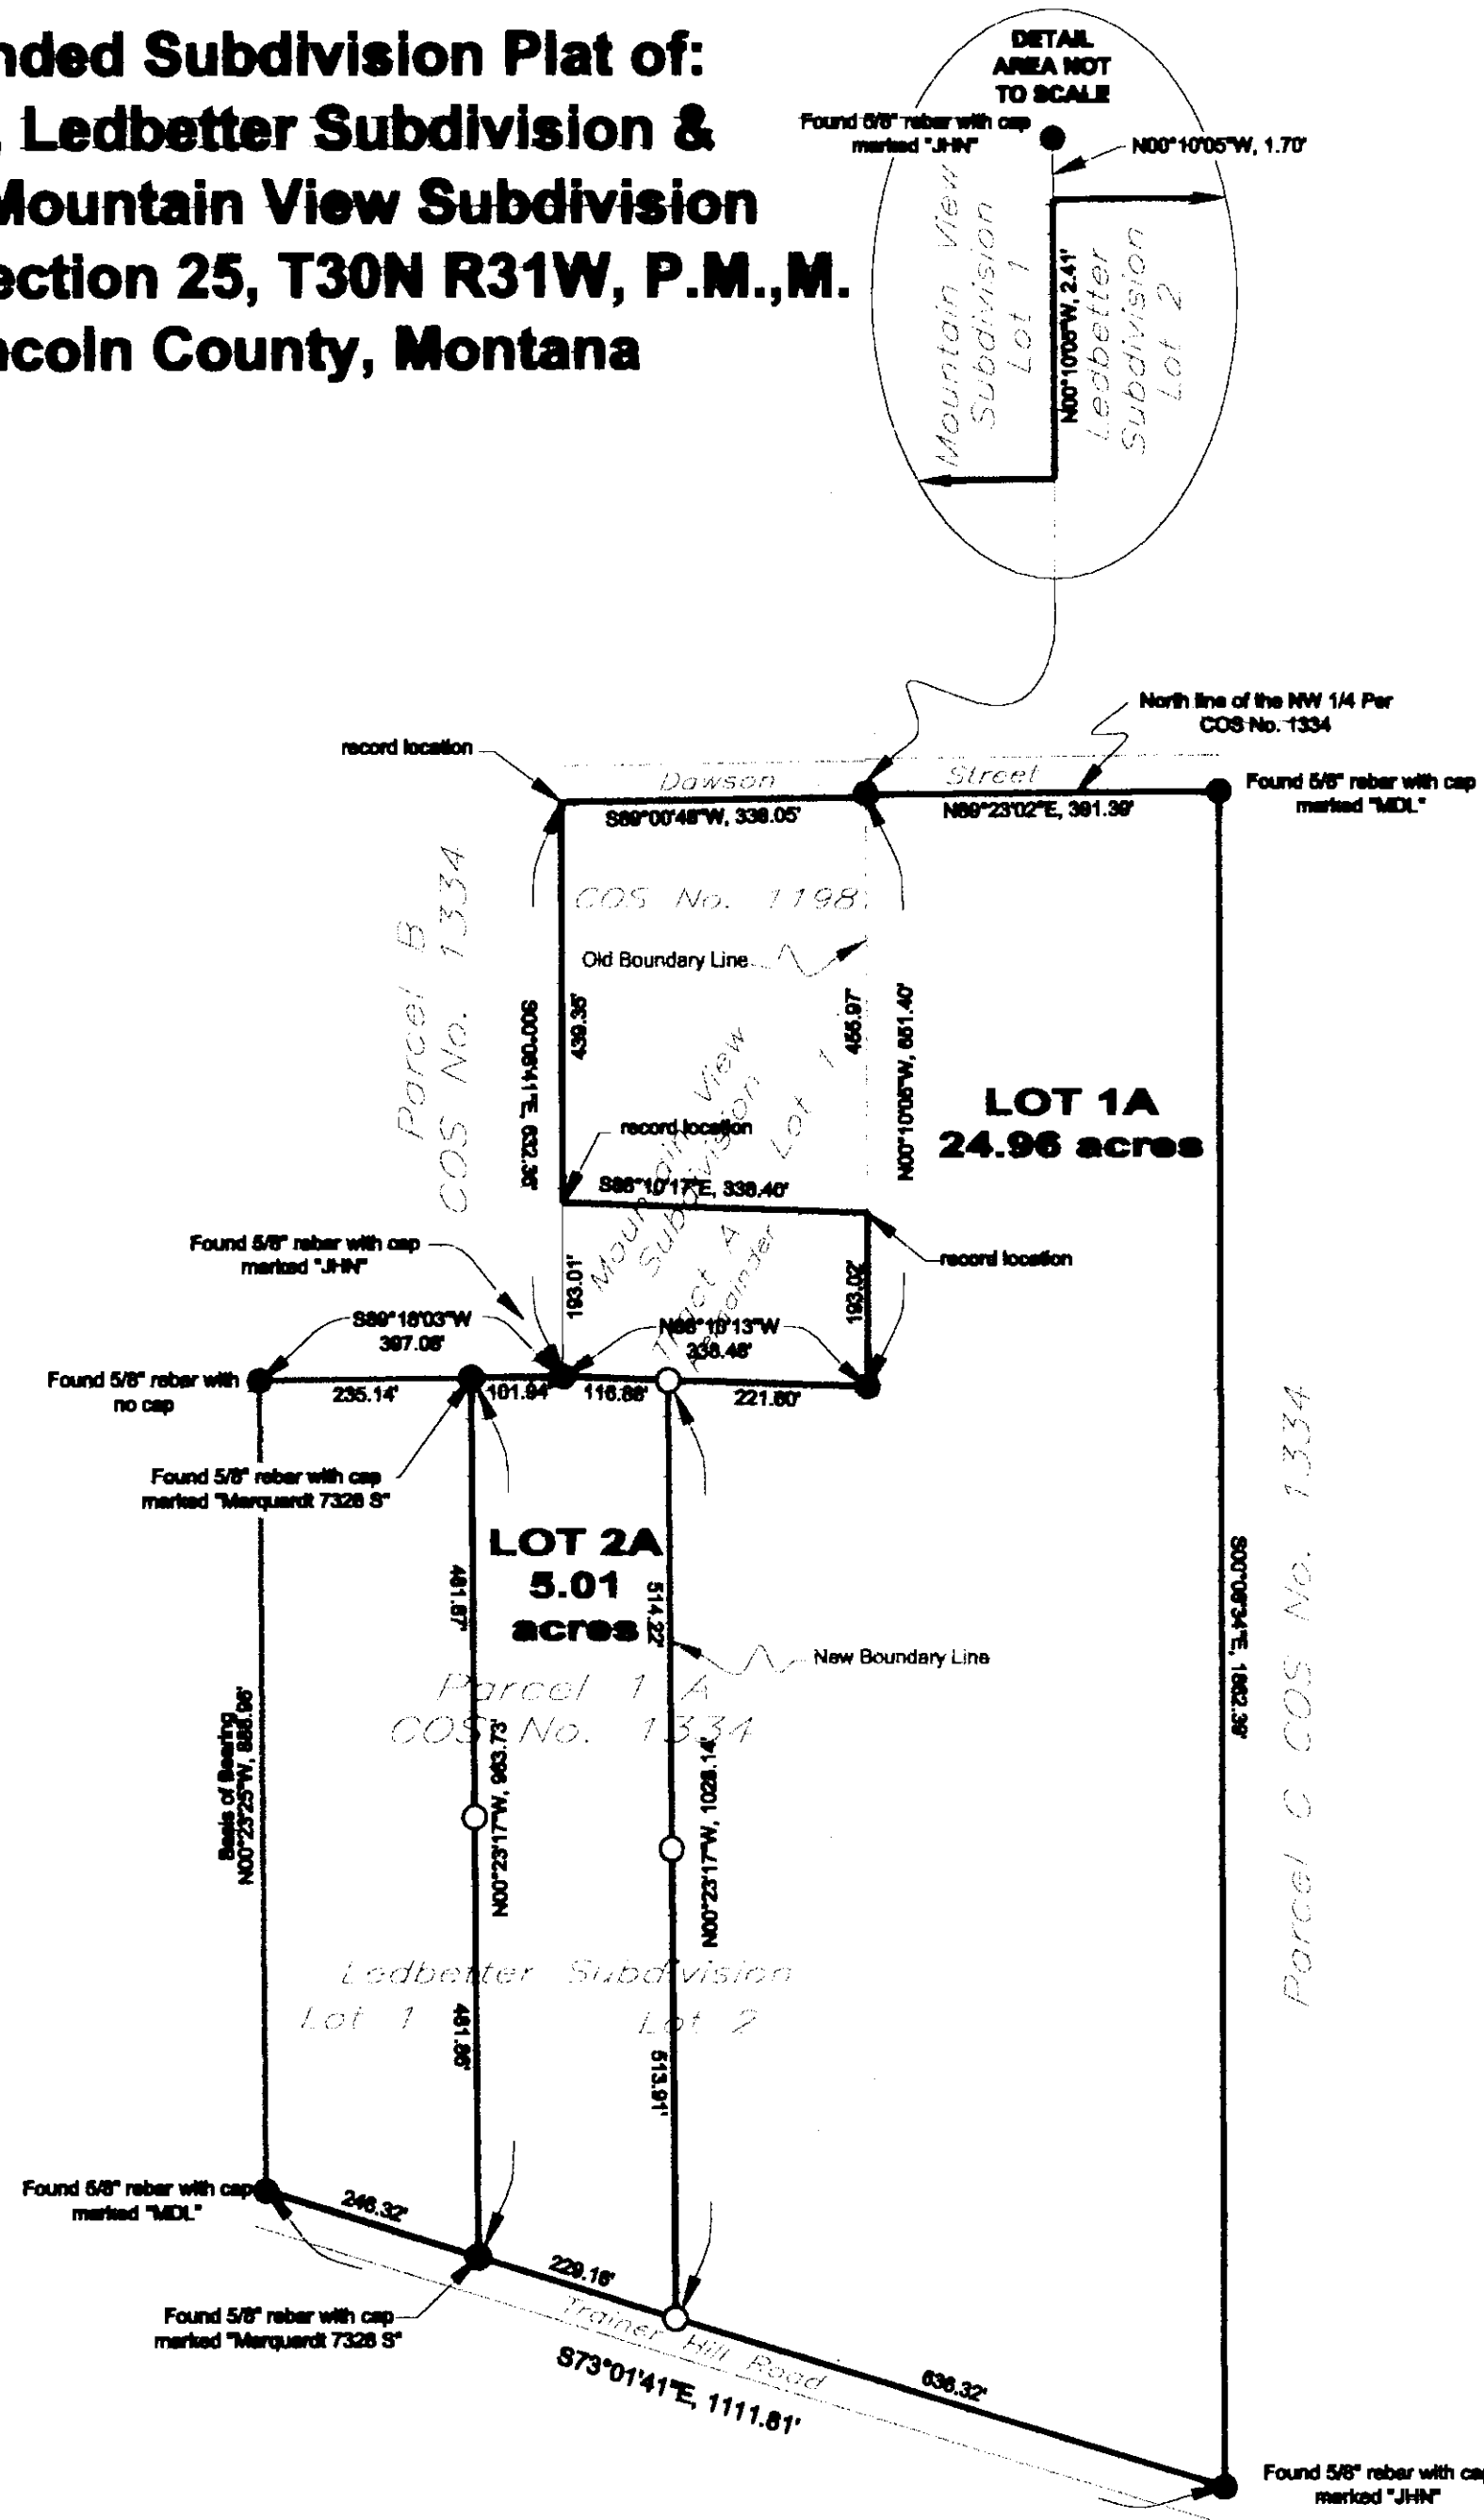 nded Subdivision Plat of:
Ledbetter Subdivision &
Mountain View Subdivision
ection 25, T30N R31W, P.M.,M.
ncoln County, Montana
DETAIL
AREA NOT
TO SCALE
Found 5/8" rebar with cap
marked "JHN"
N00°10'05"W, 1.70'
Mountain View
Subdivision
Lot 1
N00°10'05"W, 2.41'
Ledbetter
Subdivision
Lot 2
North line of the NW 1/4 Per
COS No. 1334
record location
Dawson Street
Found 5/8" rebar with cap
marked "MDL"
S89°00'48"W, 338.05'
N89°23'02"E, 391.39'
COS No. 1198
Parcel B
COS No. 1334
Old Boundary Line
439.35'
S00°08'41"E, 632.36'
455.97'
N00°10'05"W, 651.40'
LOT 1A
24.96 acres
Mountain View
Subdivision
Lot 1
record location
S88°10'17"E, 338.40'
Tract A
Remainder
Found 5/8" rebar with cap
marked "JHN"
193.01'
193.02'
record location
S89°18'03"W
397.08'
N88°10'13"W
338.48'
Found 5/8" rebar with
no cap
235.14'
101.94'
116.88'
221.60'
Found 5/8" rebar with cap
marked "Marquardt 7328 S"
LOT 2A
5.01
acres
481.87'
514.22'
New Boundary Line
Parcel 1 A
COS No. 1334
Parcel C COS No. 1334
S00°08'34"E, 1862.39'
Basis of Bearing
N00°23'25"W, 888.96'
N00°23'17"W, 963.73'
N00°23'17"W, 1028.14'
Ledbetter Subdivision
Lot 1
Lot 2
481.86'
513.91'
Found 5/8" rebar with cap
marked "MDL"
246.32'
229.16'
Found 5/8" rebar with cap
marked "Marquardt 7328 S"
Trainer Hill Road
S73°01'41"E, 1111.81'
636.32'
Found 5/8" rebar with cap
marked "JHN"